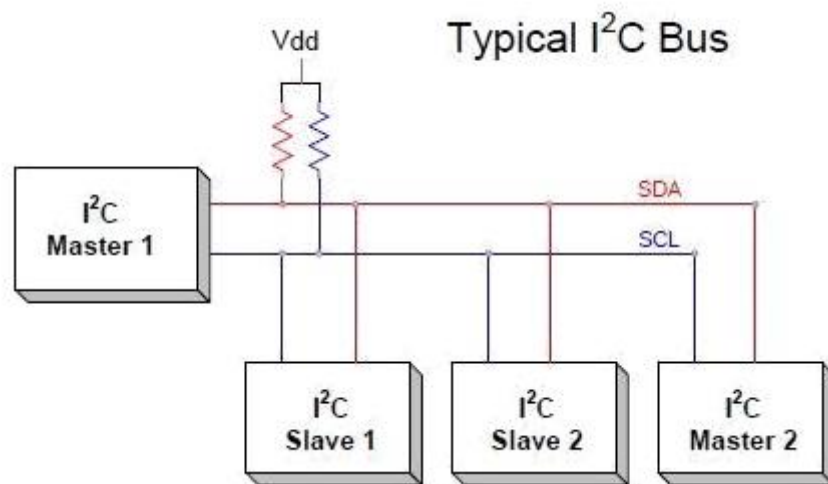 Typical I²C Bus
Vdd
SDA
SCL
I²C
Master 1
I²C
Slave 1
I²C
Slave 2
I²C
Master 2